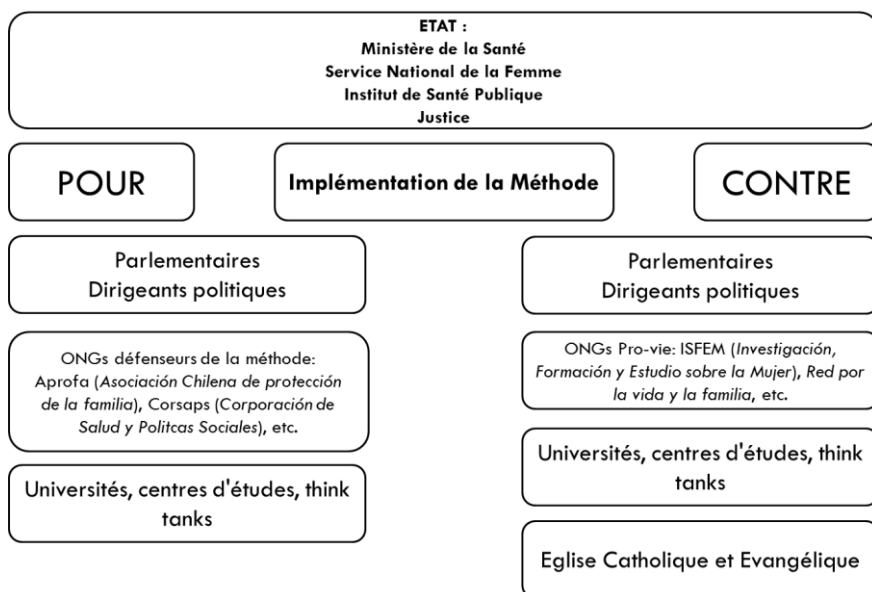 ETAT :
Ministère de la Santé
Service National de la Femme
Institut de Santé Publique
Justice
POUR
Implémentation de la Méthode
CONTRE
Parlementaires
Dirigeants politiques
ONGs défenseurs de la méthode:
Aprofa (Asociación Chilena de protección
de la familia), Corsaps (Corporación de
Salud y Politcas Sociales), etc.
Universités, centres d'études, think
tanks
Parlementaires
Dirigeants politiques
ONGs Pro-vie: ISFEM (Investigación,
Formación y Estudio sobre la Mujer), Red por
la vida y la familia, etc.
Universités, centres d'études, think
tanks
Eglise Catholique et Evangélique